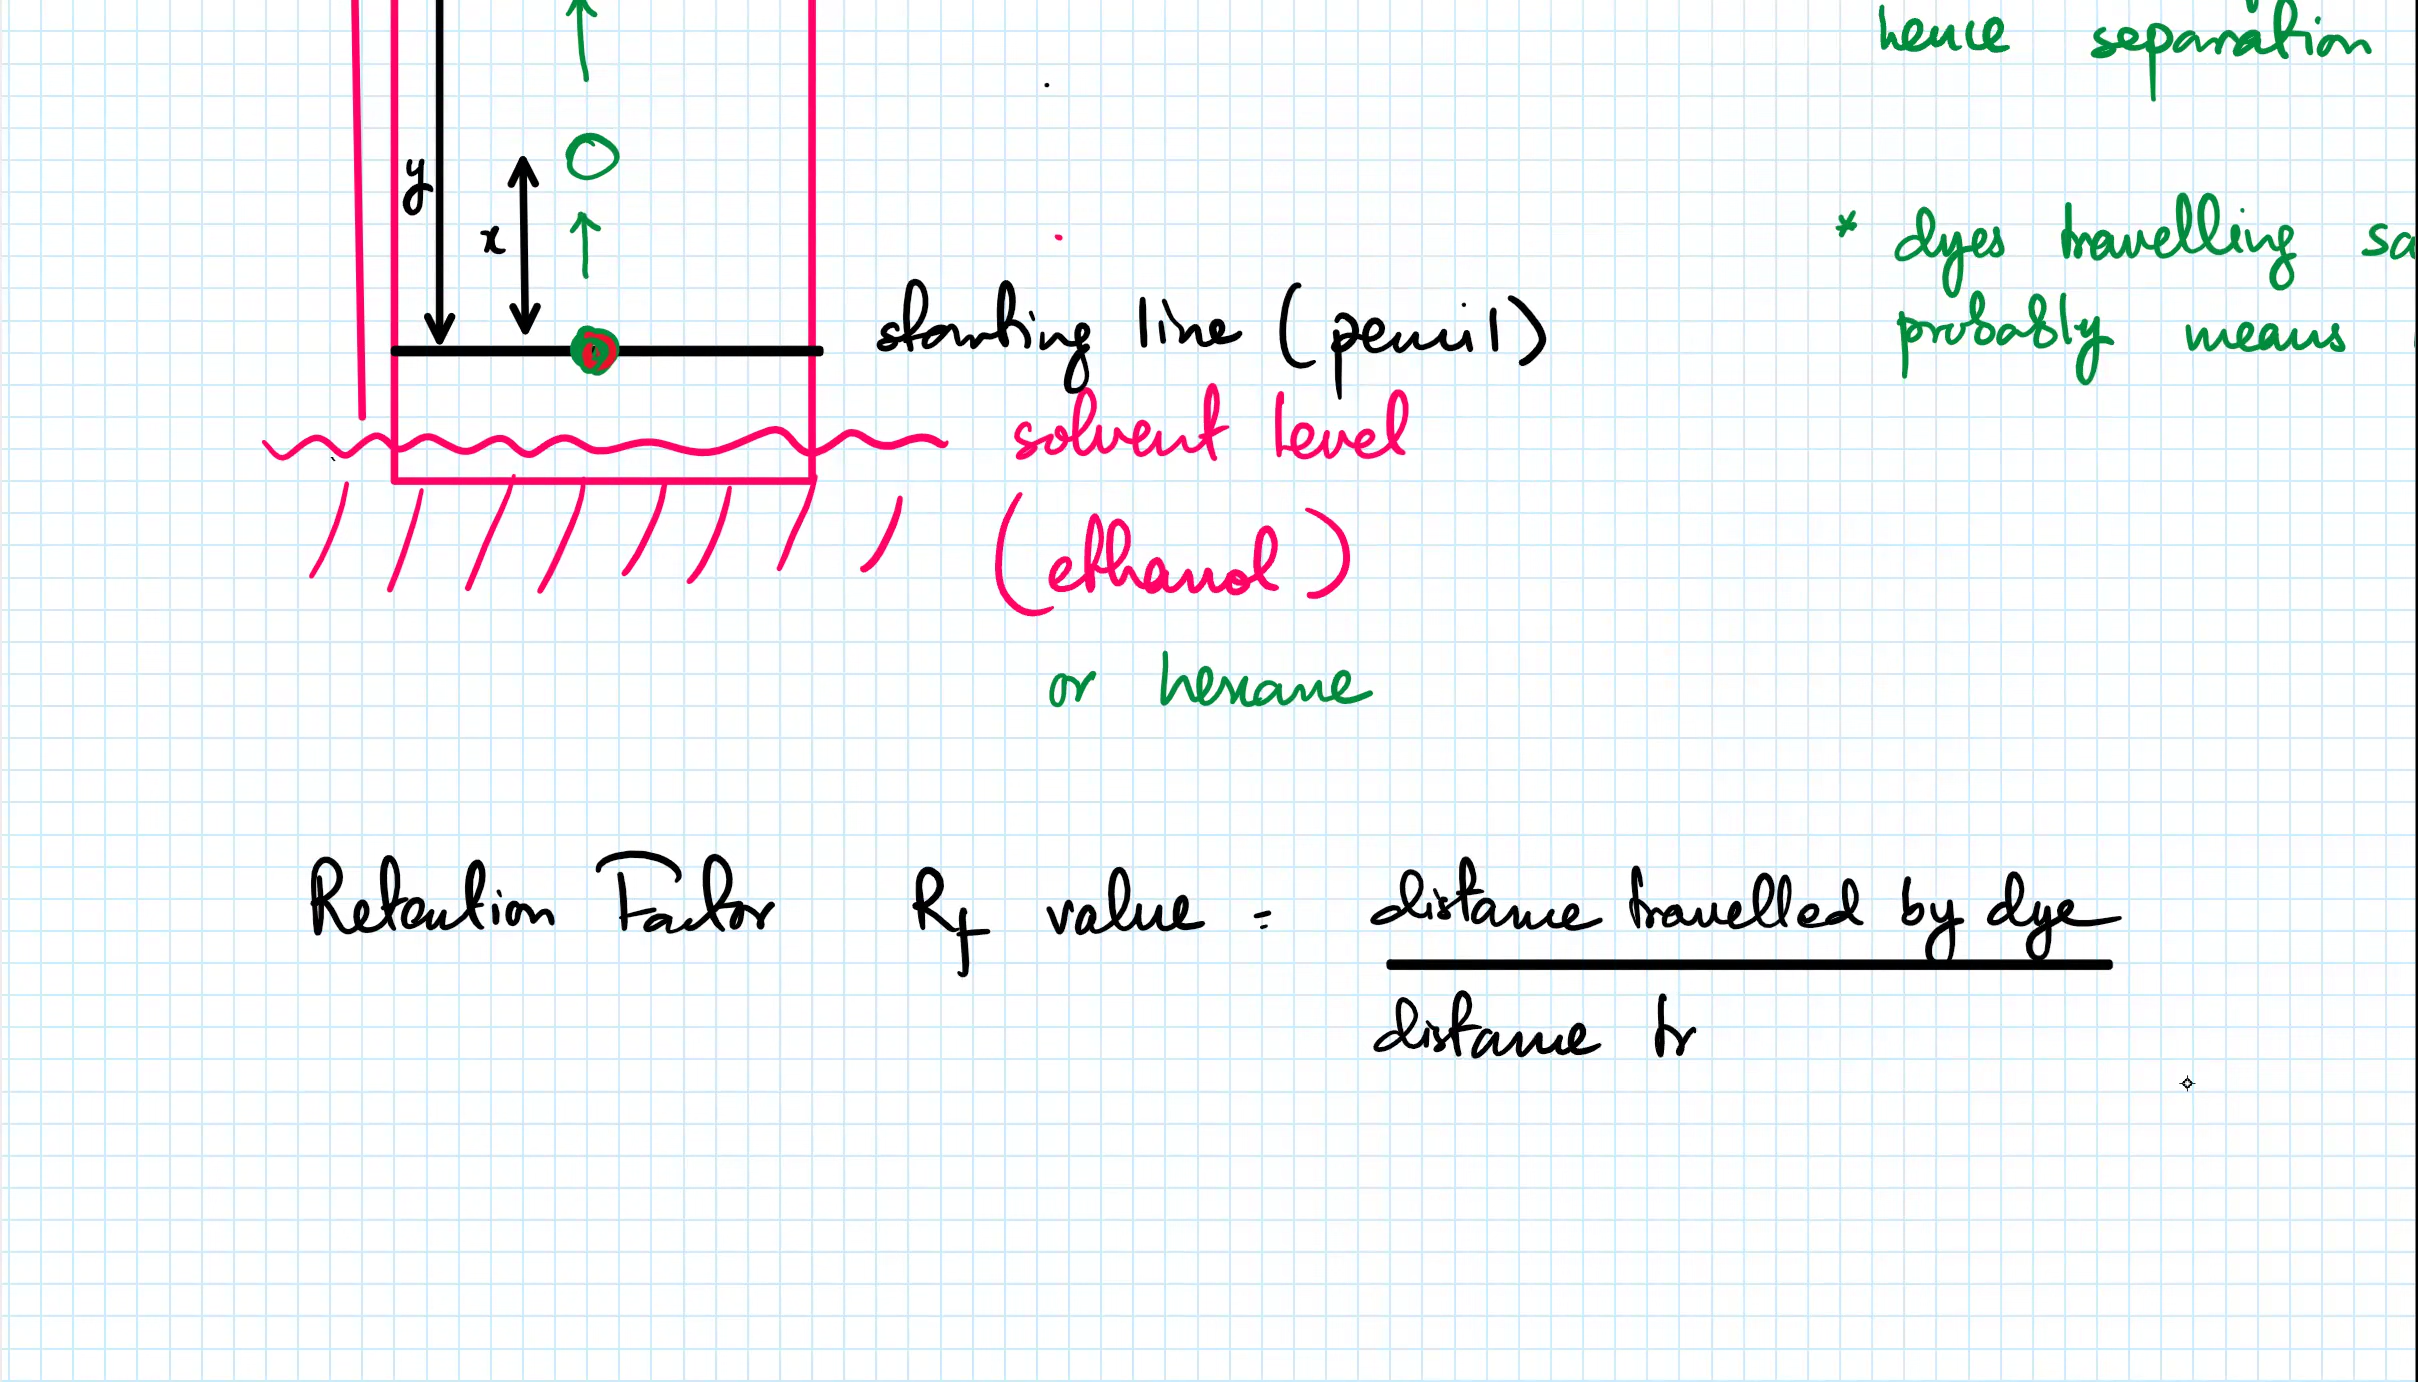 hence separation
y
x
* dyes travelling sa
probably means
starting line (pencil)
solvent level
(ethanol)
or hexane
Retention Factor Rf value = distance travelled by dye
distance tr